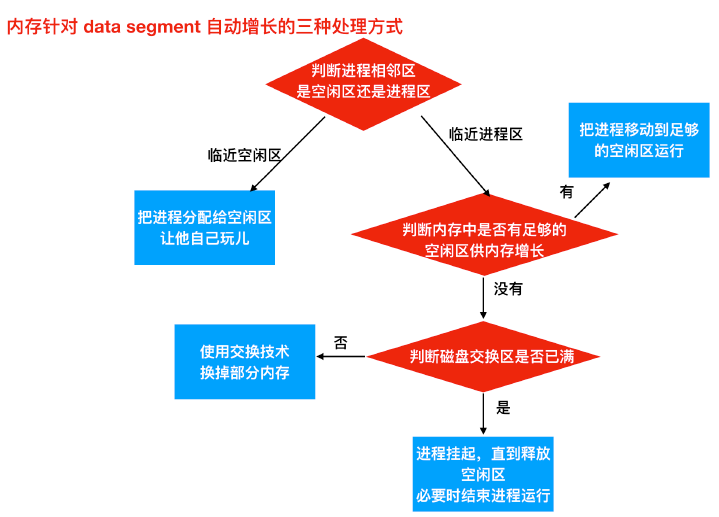 内存针对 data segment 自动增长的三种处理方式
判断进程相邻区
是空闲区还是进程区
临近空闲区
临近进程区
把进程移动到足够
的空闲区运行
有
把进程分配给空闲区
让他自己玩儿
判断内存中是否有足够的
空闲区供内存增长
没有
使用交换技术
换掉部分内存
否
判断磁盘交换区是否已满
是
进程挂起，直到释放
空闲区
必要时结束进程运行